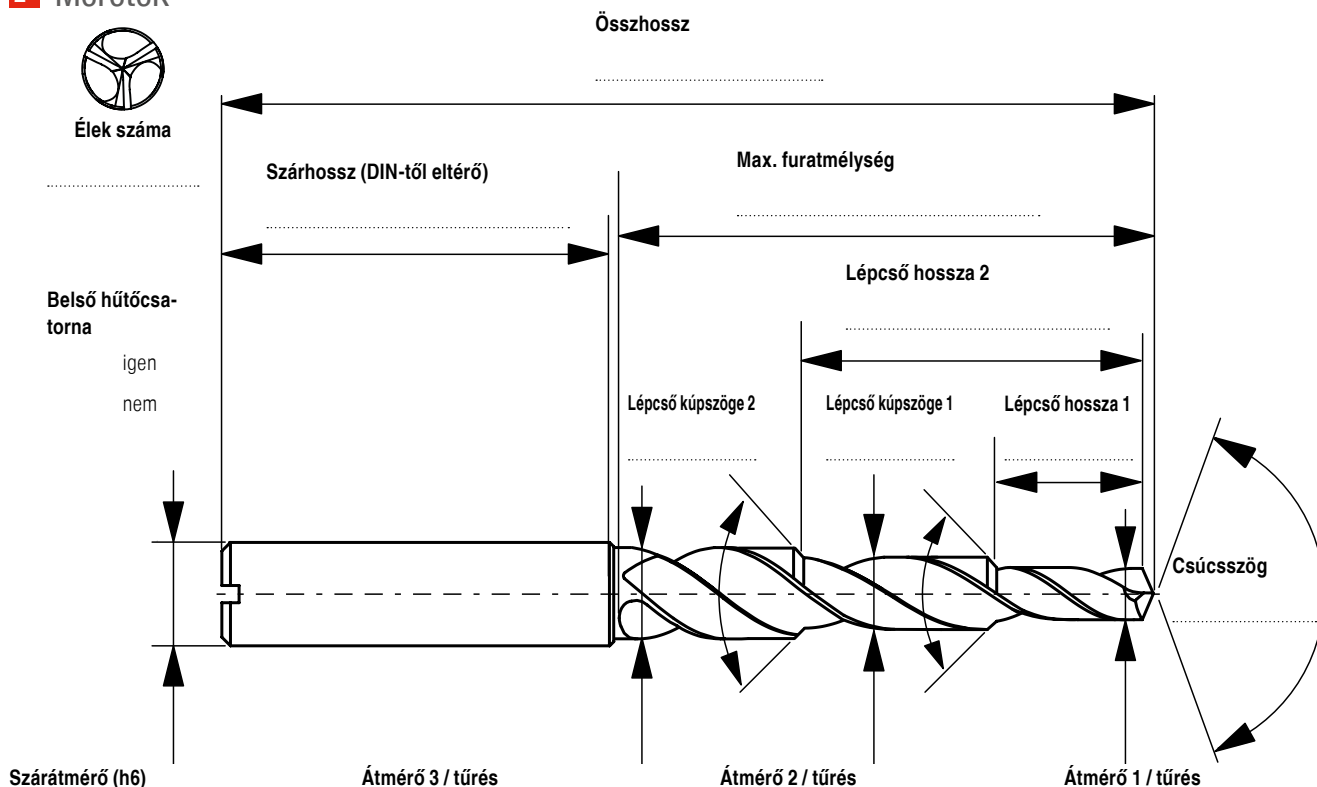 Méretek
Összhossz
Élek száma
Szárhossz (DIN-től eltérő)
Max. furatmélység
Lépcső hossza 2
Belső hűtőcsa-
torna
igen
nem
Lépcső kúpszöge 2
Lépcső kúpszöge 1
Lépcső hossza 1
Csúcsszög
Szárátmérő (h6)
Átmérő 3 / tűrés
Átmérő 2 / tűrés
Átmérő 1 / tűrés